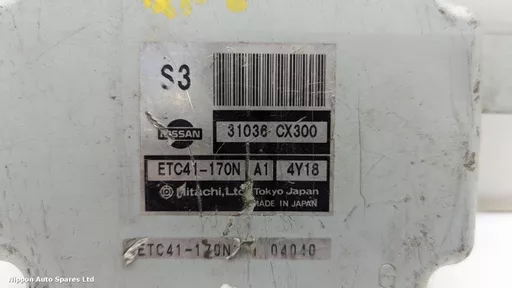 S3
NISSAN
31036 CX300
ETC41-170N A1 4Y18
Hitachi, Ltd. Tokyo Japan
MADE IN JAPAN
ETC41-170N 04040
G
Nippon Auto Spares Ltd